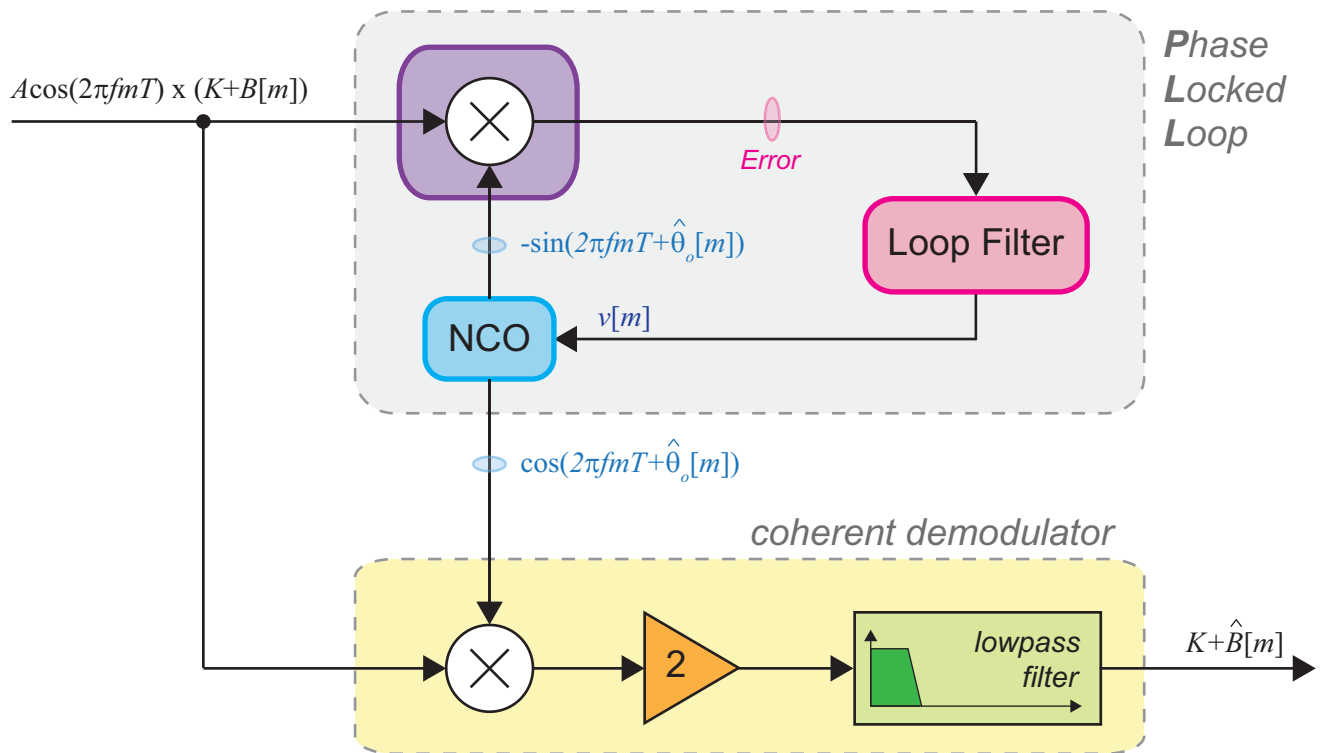 Phase
Locked
Loop
Acos(2πfmT) x (K+B[m])
Error
-sin(2πfmT+θ̂ₒ[m])
Loop Filter
v[m]
NCO
cos(2πfmT+θ̂ₒ[m])
coherent demodulator
2
lowpass
filter
K+B̂[m]